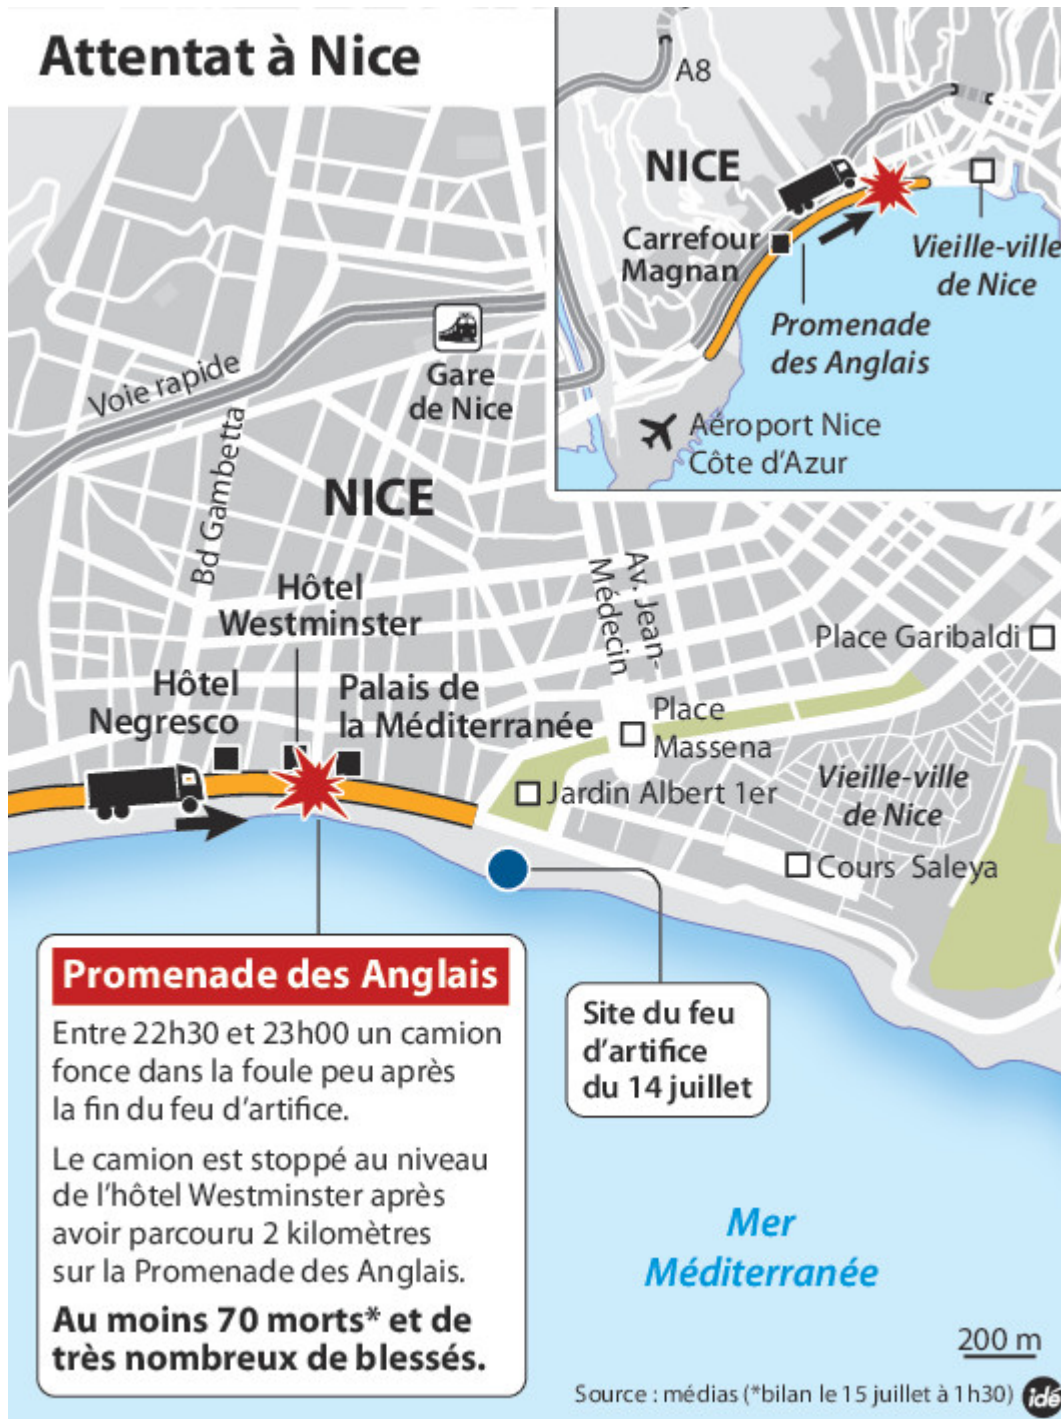 Attentat à Nice
A8
NICE
Carrefour
Magnan
Vieille-ville
de Nice
Promenade
des Anglais
Aéroport Nice
Côte d'Azur
Voie rapide
Gare
de Nice
Bd Gambetta
NICE
Hôtel
Westminster
Av. Jean-
Médecin
Place Garibaldi
Hôtel
Negresco
Palais de
la Méditerranée
Place
Massena
Jardin Albert 1er
Vieille-ville
de Nice
Cours Saleya
Promenade des Anglais
Entre 22h30 et 23h00 un camion
fonce dans la foule peu après
la fin du feu d'artifice.
Le camion est stoppé au niveau
de l'hôtel Westminster après
avoir parcouru 2 kilomètres
sur la Promenade des Anglais.
Au moins 70 morts* et de
très nombreux de blessés.
Site du feu
d'artifice
du 14 juillet
Mer
Méditerranée
200 m
Source : médias (*bilan le 15 juillet à 1h30)
idé